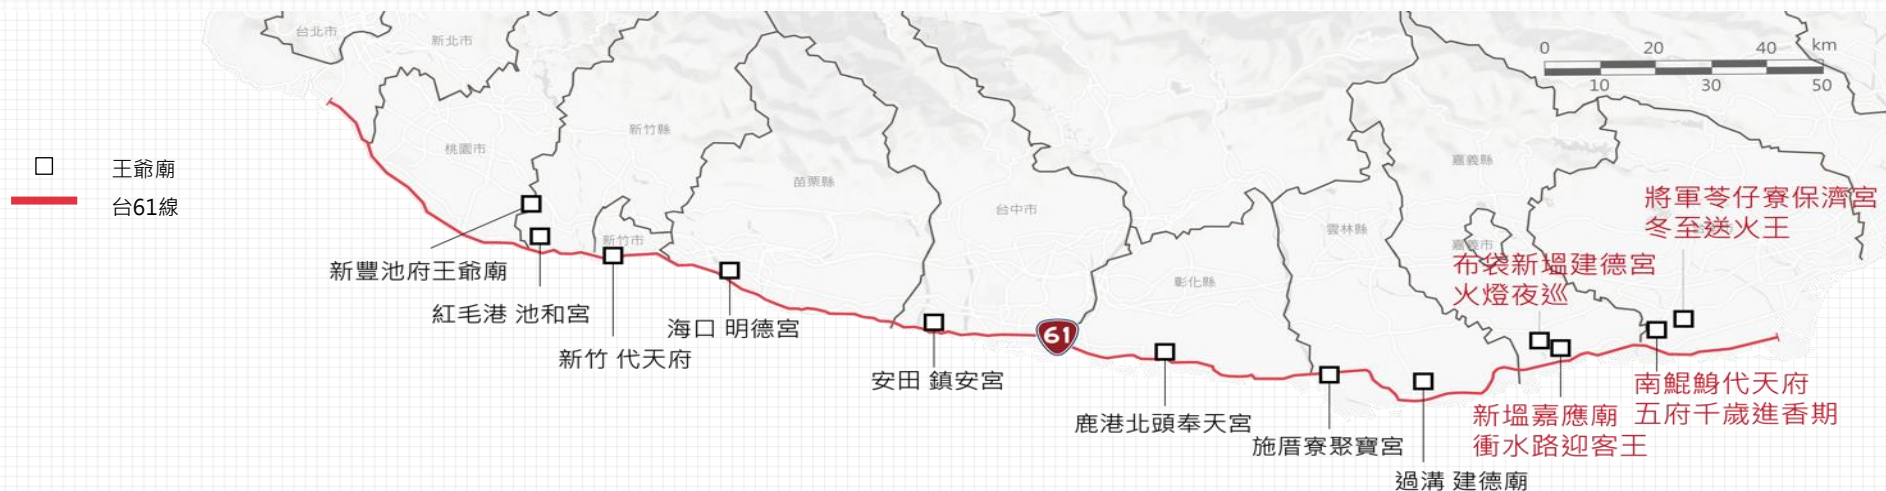 王爺廟
台61線
台北市
新北市
桃園市
新竹縣
新竹市
苗栗縣
台中市
彰化縣
雲林縣
嘉義縣
嘉義市
0
20
40
km
10
30
50
61
新豐池府王爺廟
紅毛港 池和宮
新竹 代天府
海口 明德宮
安田 鎮安宮
鹿港北頭奉天宮
施厝寮聚寶宮
過溝 建德廟
布袋新塭建德宮
火燈夜巡
新塭嘉應廟
衝水路迎客王
將軍苓仔寮保濟宮
冬至送火王
南鯤鯓代天府
五府千歲進香期